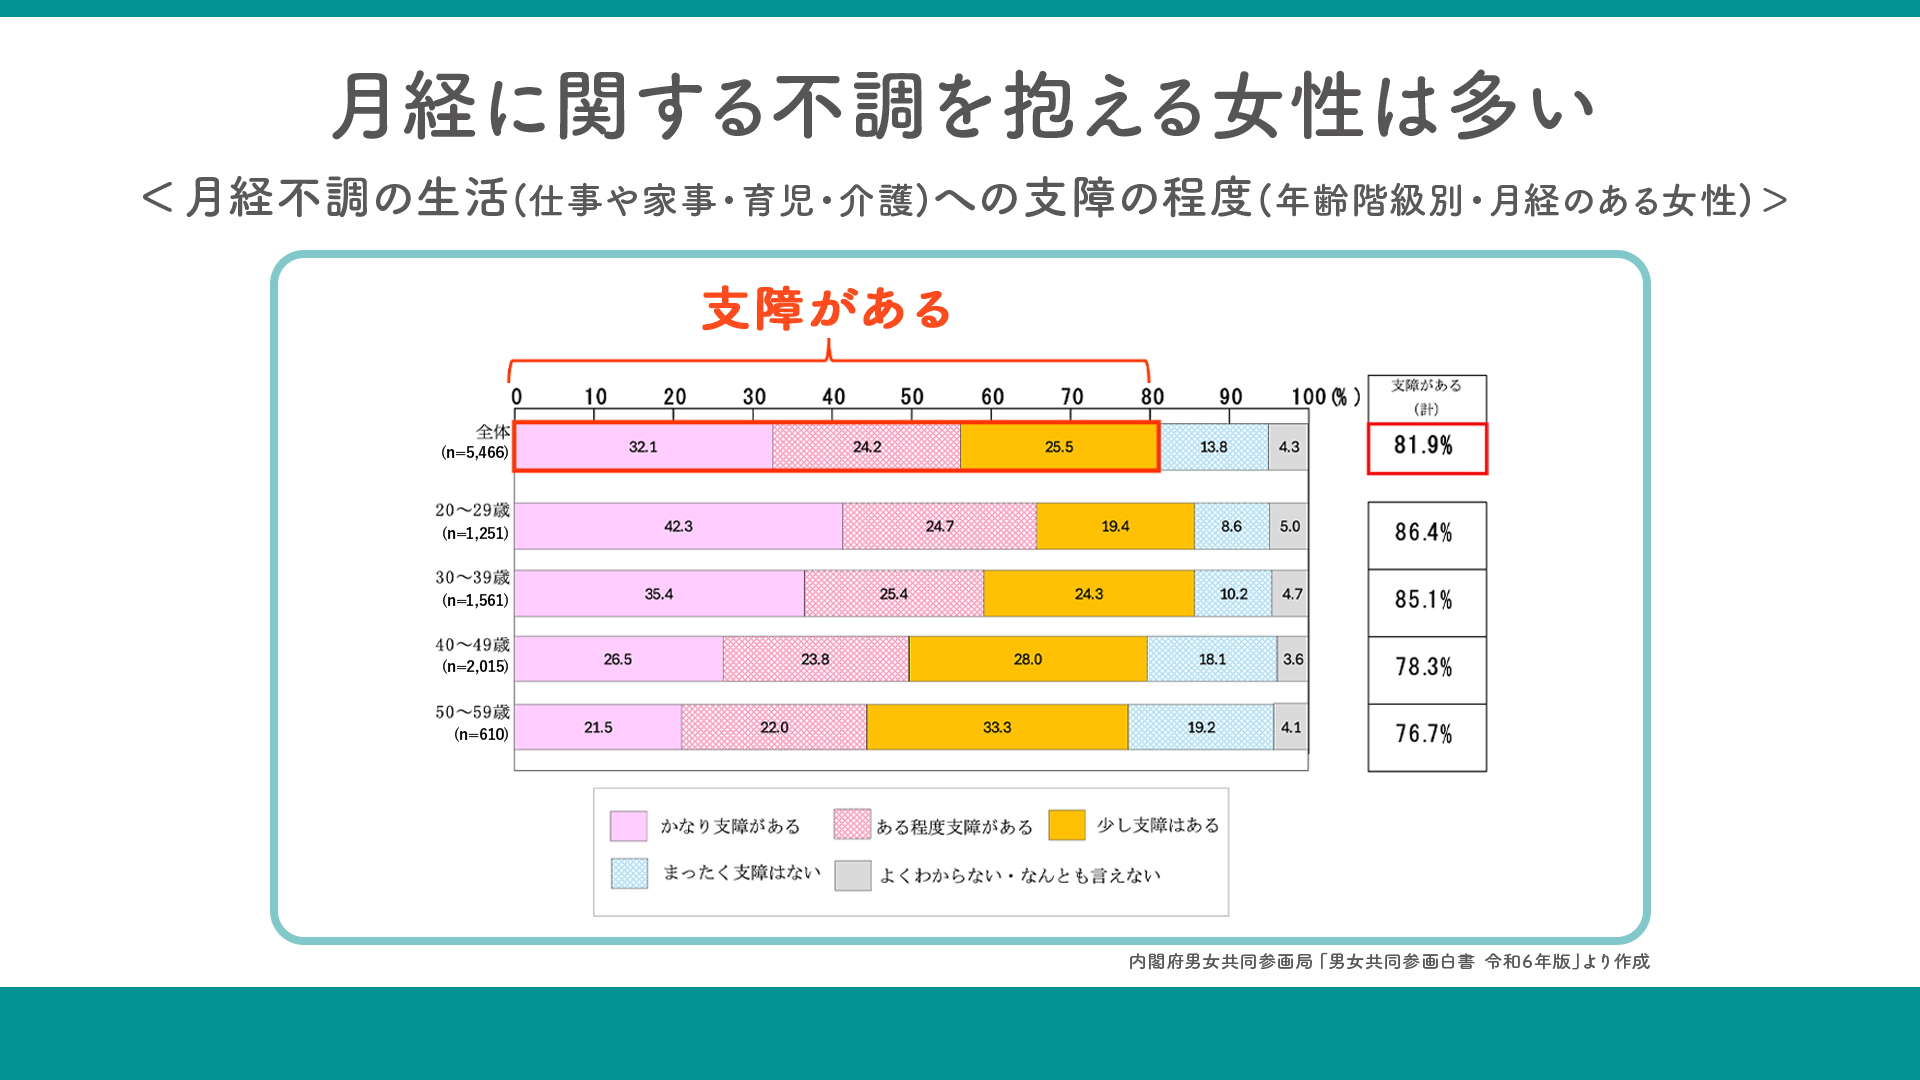 月経に関する不調を抱える女性は多い
＜月経不調の生活(仕事や家事・育児・介護)への支障の程度(年齢階級別・月経のある女性)＞
支障がある
0 10 20 30 40 50 60 70 80 90 100(%)
支障がある
(計)
全体
(n=5,466)
32.1 24.2 25.5 13.8 4.3 81.9%
20～29歳
(n=1,251)
42.3 24.7 19.4 8.6 5.0 86.4%
30～39歳
(n=1,561)
35.4 25.4 24.3 10.2 4.7 85.1%
40～49歳
(n=2,015)
26.5 23.8 28.0 18.1 3.6 78.3%
50～59歳
(n=610)
21.5 22.0 33.3 19.2 4.1 76.7%
かなり支障がある ある程度支障がある 少し支障はある
まったく支障はない よくわからない・なんとも言えない
内閣府男女共同参画局「男女共同参画白書 令和6年版」より作成